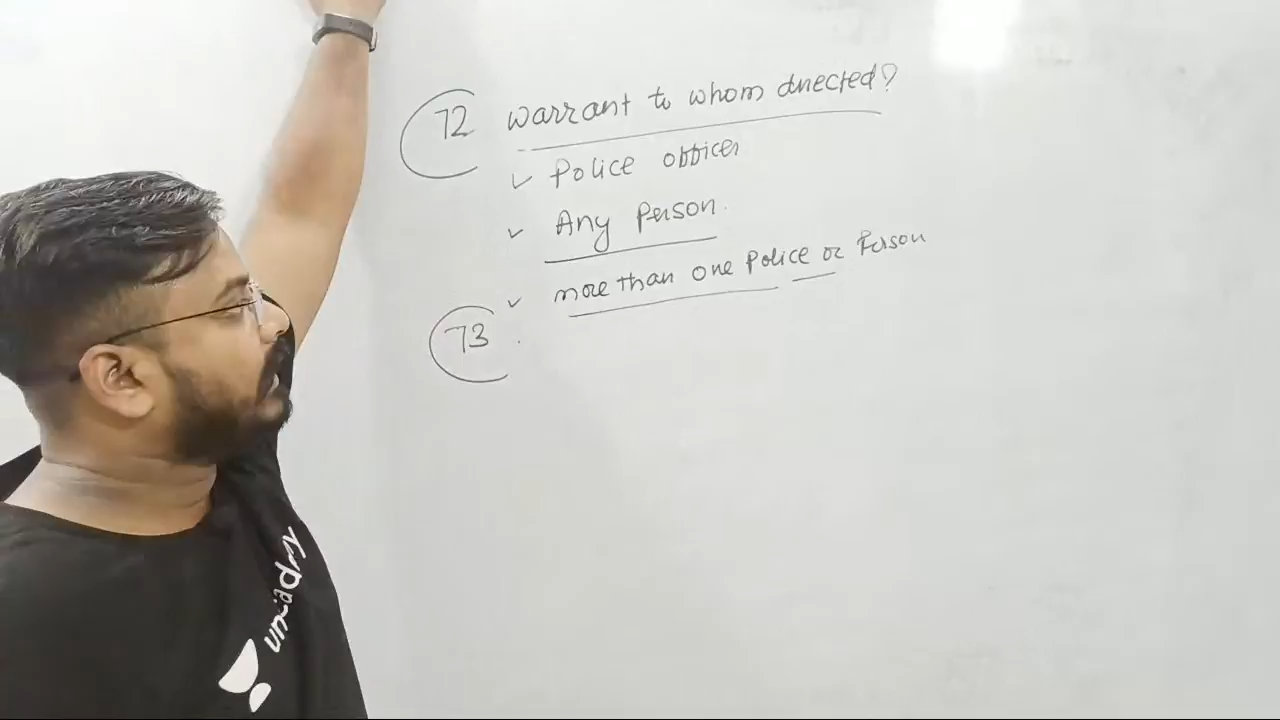 72 warrant to whom directed?
✓ Police officer
✓ Any Person.
✓ more than one Police or Person
73
unacademy